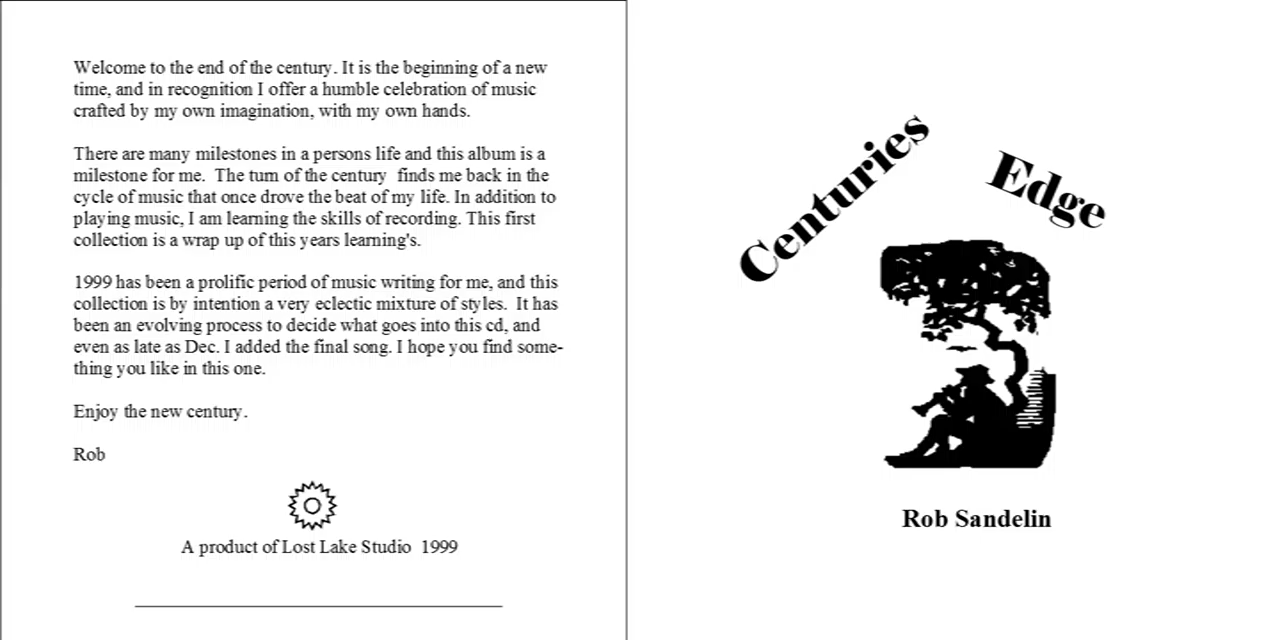 Welcome to the end of the century. It is the beginning of a new
time, and in recognition I offer a humble celebration of music
crafted by my own imagination, with my own hands.
There are many milestones in a persons life and this album is a
milestone for me. The turn of the century finds me back in the
cycle of music that once drove the beat of my life. In addition to
playing music, I am learning the skills of recording. This first
collection is a wrap up of this years learning's.
1999 has been a prolific period of music writing for me, and this
collection is by intention a very eclectic mixture of styles. It has
been an evolving process to decide what goes into this cd, and
even as late as Dec. I added the final song. I hope you find some-
thing you like in this one.
Enjoy the new century.
Rob
A product of Lost Lake Studio 1999
Centuries Edge
Rob Sandelin